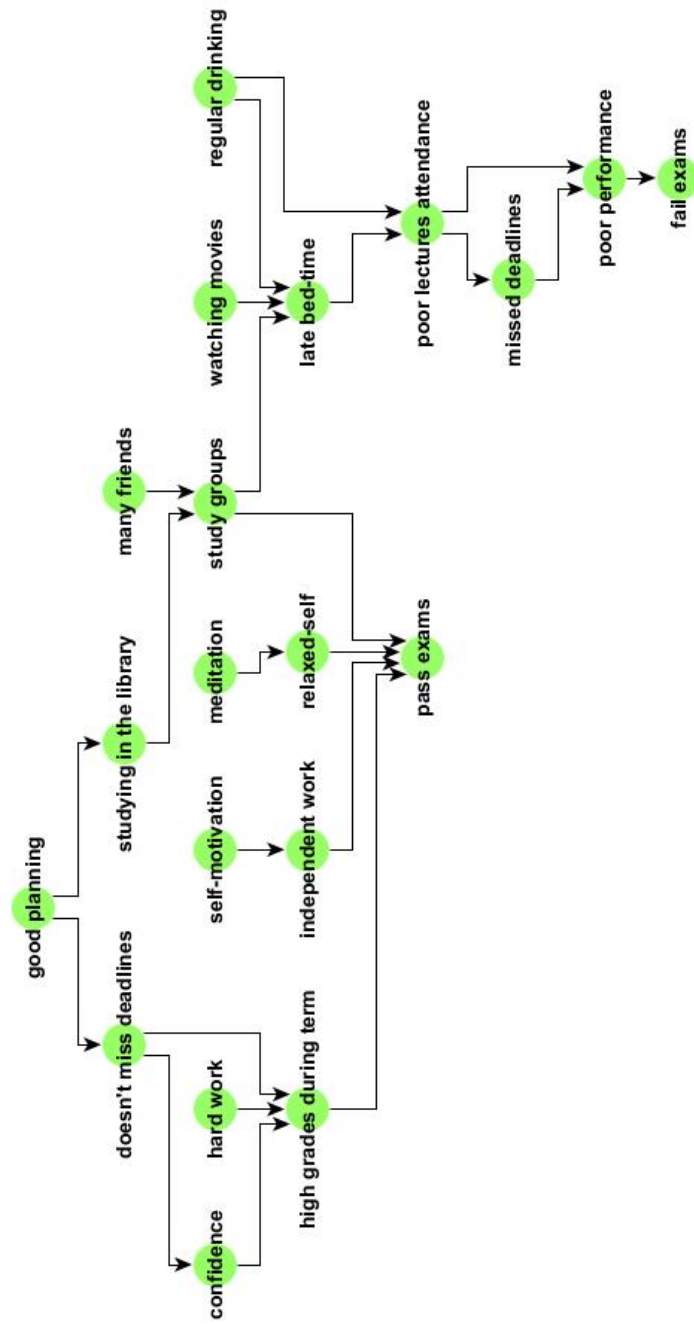 good planning
doesn't miss deadlines
studying in the library
many friends
confidence
hard work
self-motivation
meditation
study groups
watching movies
regular drinking
high grades during term
independent work
relaxed-self
late bed-time
pass exams
poor lectures attendance
missed deadlines
poor performance
fail exams